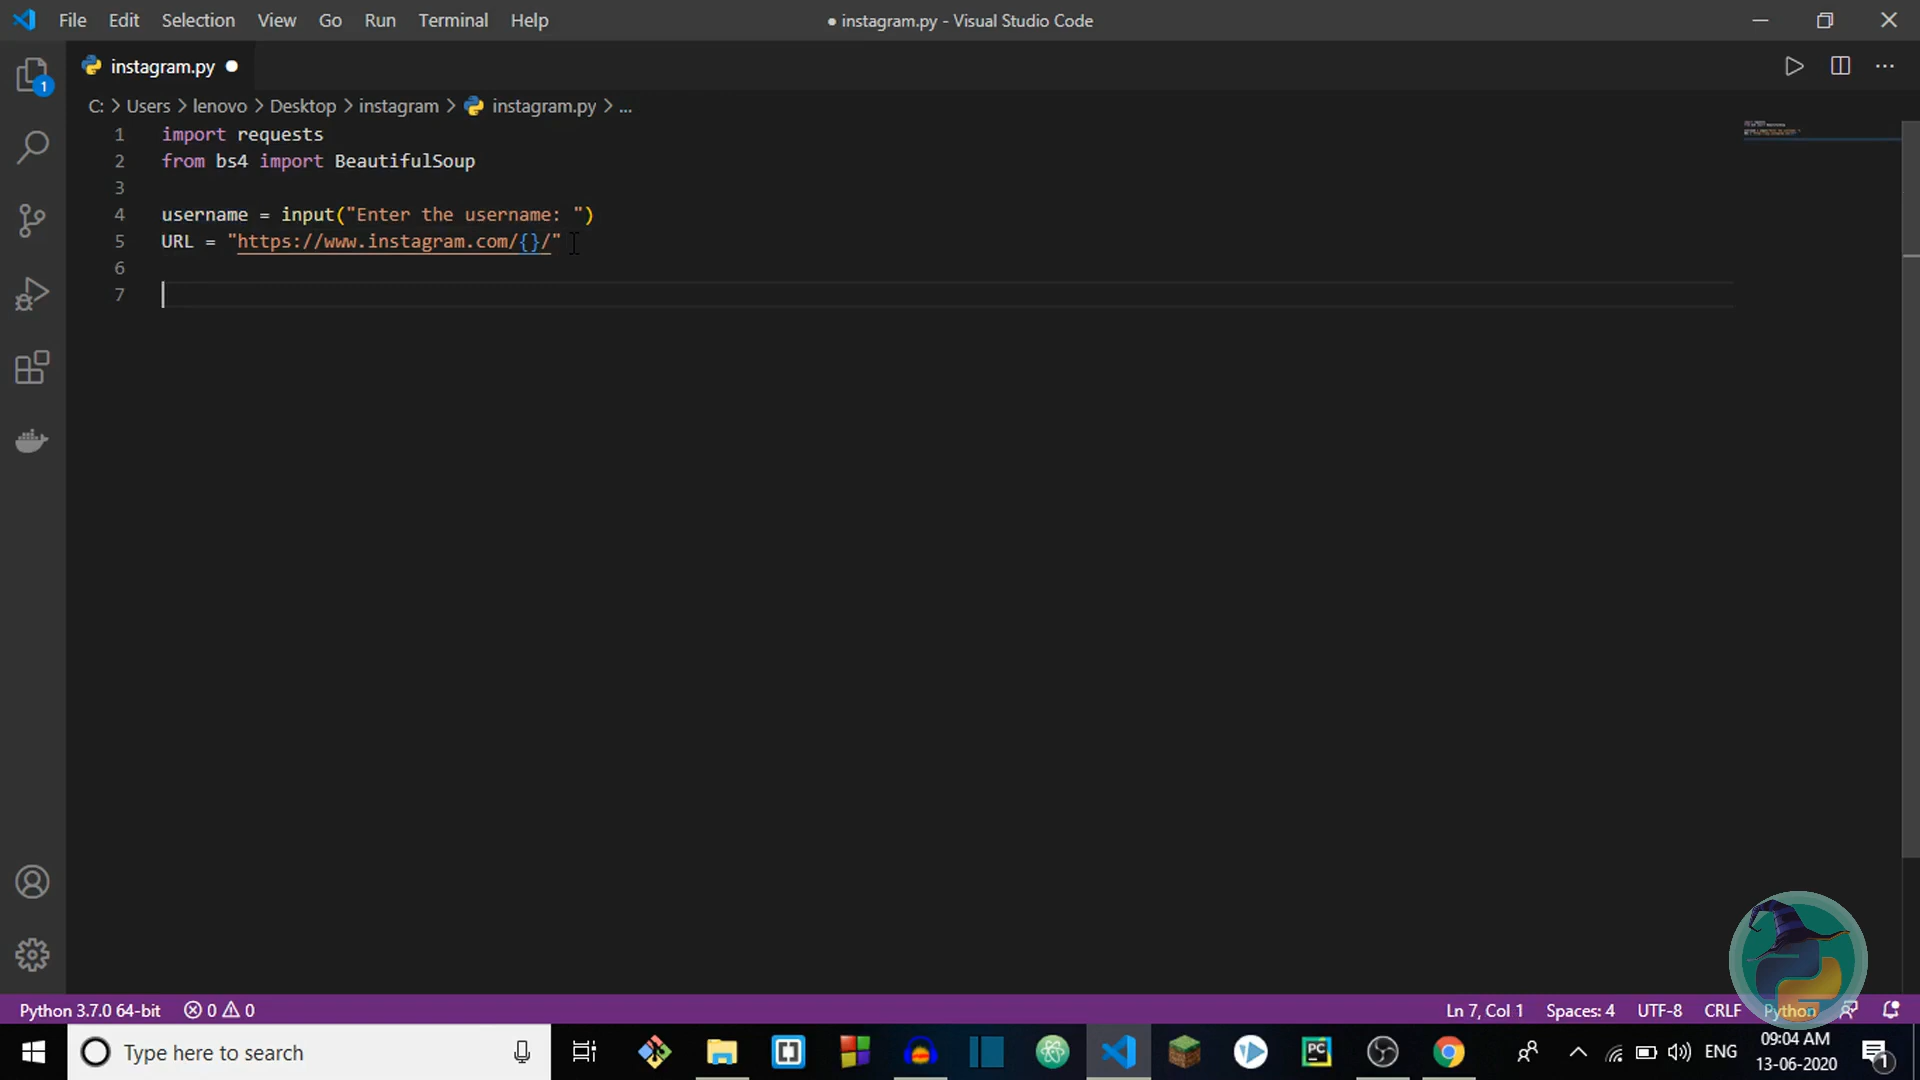 File Edit Selection View Go Run Terminal Help
● instagram.py - Visual Studio Code
1
instagram.py ●
C: > Users > lenovo > Desktop > instagram > instagram.py > ...
1 import requests
2 from bs4 import BeautifulSoup
3
4 username = input("Enter the username: ")
5 URL = "https://www.instagram.com/{}/"
6
7
Python 3.7.0 64-bit 0 0
Ln 7, Col 1 Spaces: 4 UTF-8 CRLF Python
Type here to search
PC
ENG
09:04 AM
13-06-2020
1